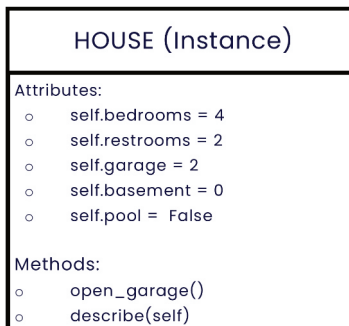 HOUSE (Instance)
Attributes:
o self.bedrooms = 4
o self.restrooms = 2
o self.garage = 2
o self.basement = 0
o self.pool =  False
Methods:
o open_garage()
o describe(self)